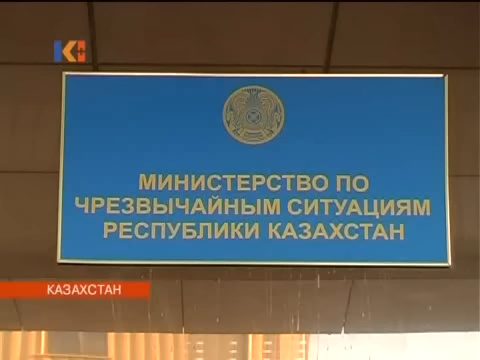 K+
МИНИСТЕРСТВО ПО
ЧРЕЗВЫЧАЙНЫМ СИТУАЦИЯМ
РЕСПУБЛИКИ КАЗАХСТАН
КАЗАХСТАН